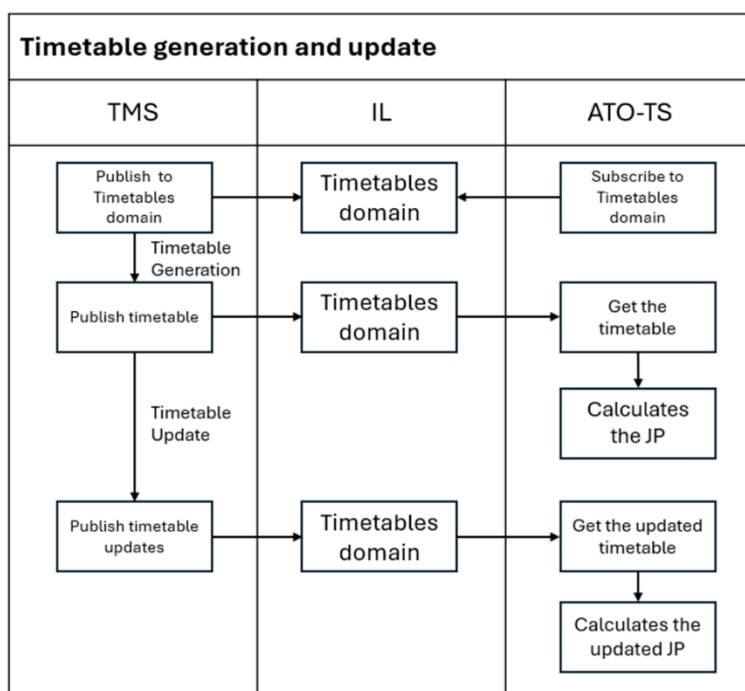 Timetable generation and update
TMS
IL
ATO-TS
Publish to
Timetables
domain
Timetables
domain
Subscribe to
Timetables
domain
Timetable
Generation
Publish timetable
Timetables
domain
Get the
timetable
Calculates
the JP
Timetable
Update
Publish timetable
updates
Timetables
domain
Get the updated
timetable
Calculates the
updated JP